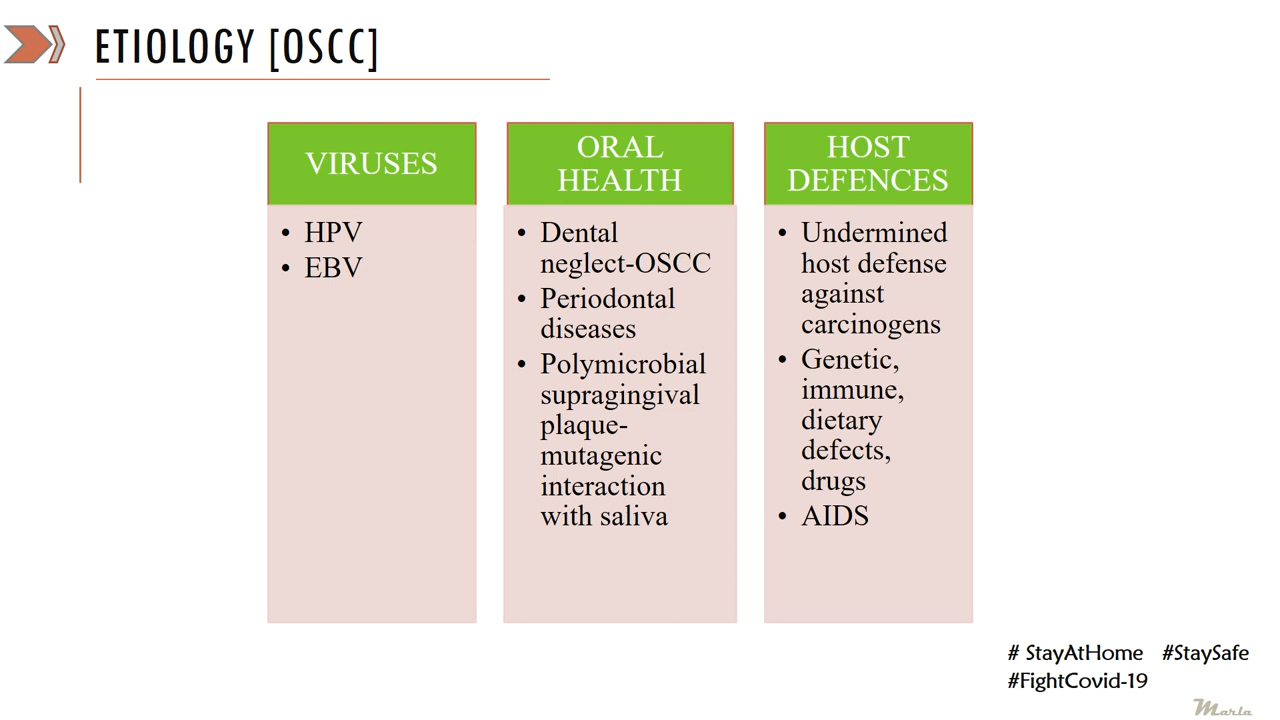 ETIOLOGY [OSCC]
VIRUSES
• HPV
• EBV
ORAL
HEALTH
• Dental
neglect-OSCC
• Periodontal
diseases
• Polymicrobial
supragingival
plaque-
mutagenic
interaction
with saliva
HOST
DEFENCES
• Undermined
host defense
against
carcinogens
• Genetic,
immune,
dietary
defects,
drugs
• AIDS
# StayAtHome #StaySafe
#FightCovid-19
Marla